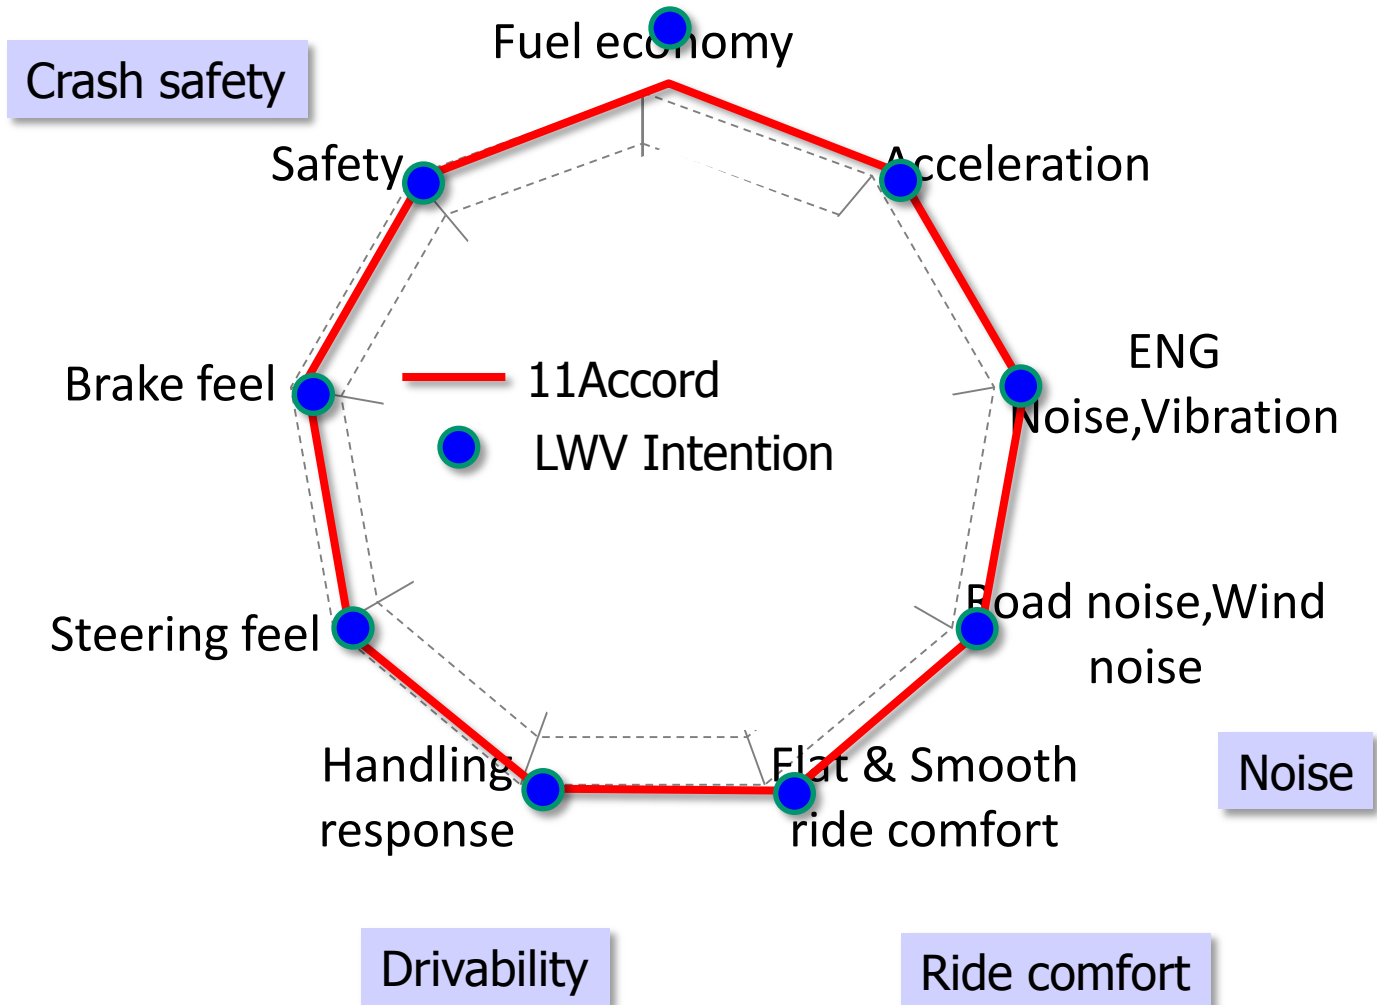 Fuel economy
Crash safety
Safety
Acceleration
ENG
Noise,Vibration
Brake feel
11Accord
LWV Intention
Road noise,Wind
noise
Steering feel
Handling
response
Flat & Smooth
ride comfort
Noise
Drivability
Ride comfort